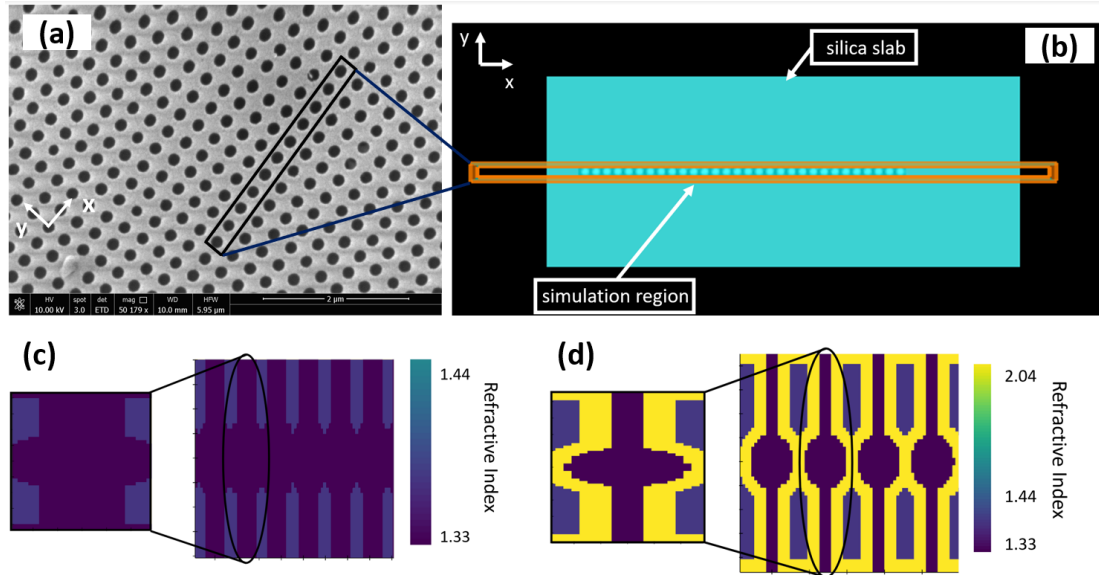 (a)
y
x
HV
spot
det
mag
WD
HFW
2 µm
10.00 kV
3.0
ETD
50 179 x
10.0 mm
5.95 µm
y
x
silica slab
(b)
simulation region
(c)
1.44
Refractive Index
1.33
(d)
2.04
Refractive Index
1.44
1.33